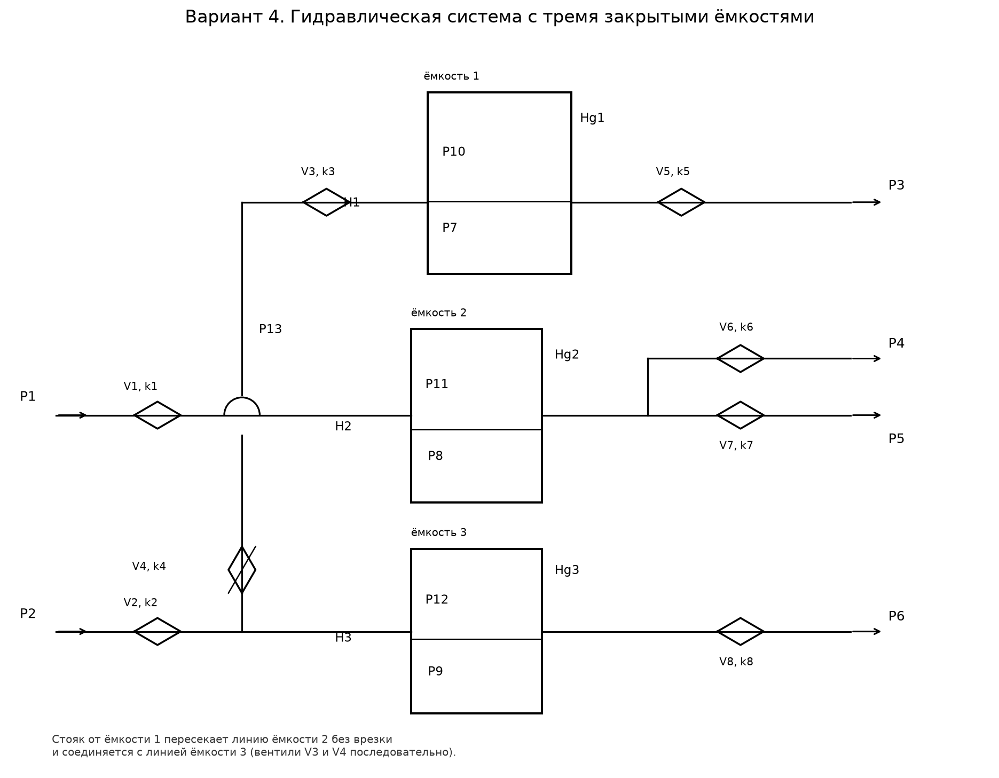 Вариант 4. Гидравлическая система с тремя закрытыми ёмкостями
ёмкость 1
Hg1
P10
V3, k3
V5, k5
P3
H1
P7
ёмкость 2
V6, k6
P13
P4
Hg2
P11
V1, k1
P1
H2
P5
V7, k7
P8
ёмкость 3
V4, k4
Hg3
P12
V2, k2
P2
P6
H3
V8, k8
P9
Стояк от ёмкости 1 пересекает линию ёмкости 2 без врезки
и соединяется с линией ёмкости 3 (вентили V3 и V4 последовательно).